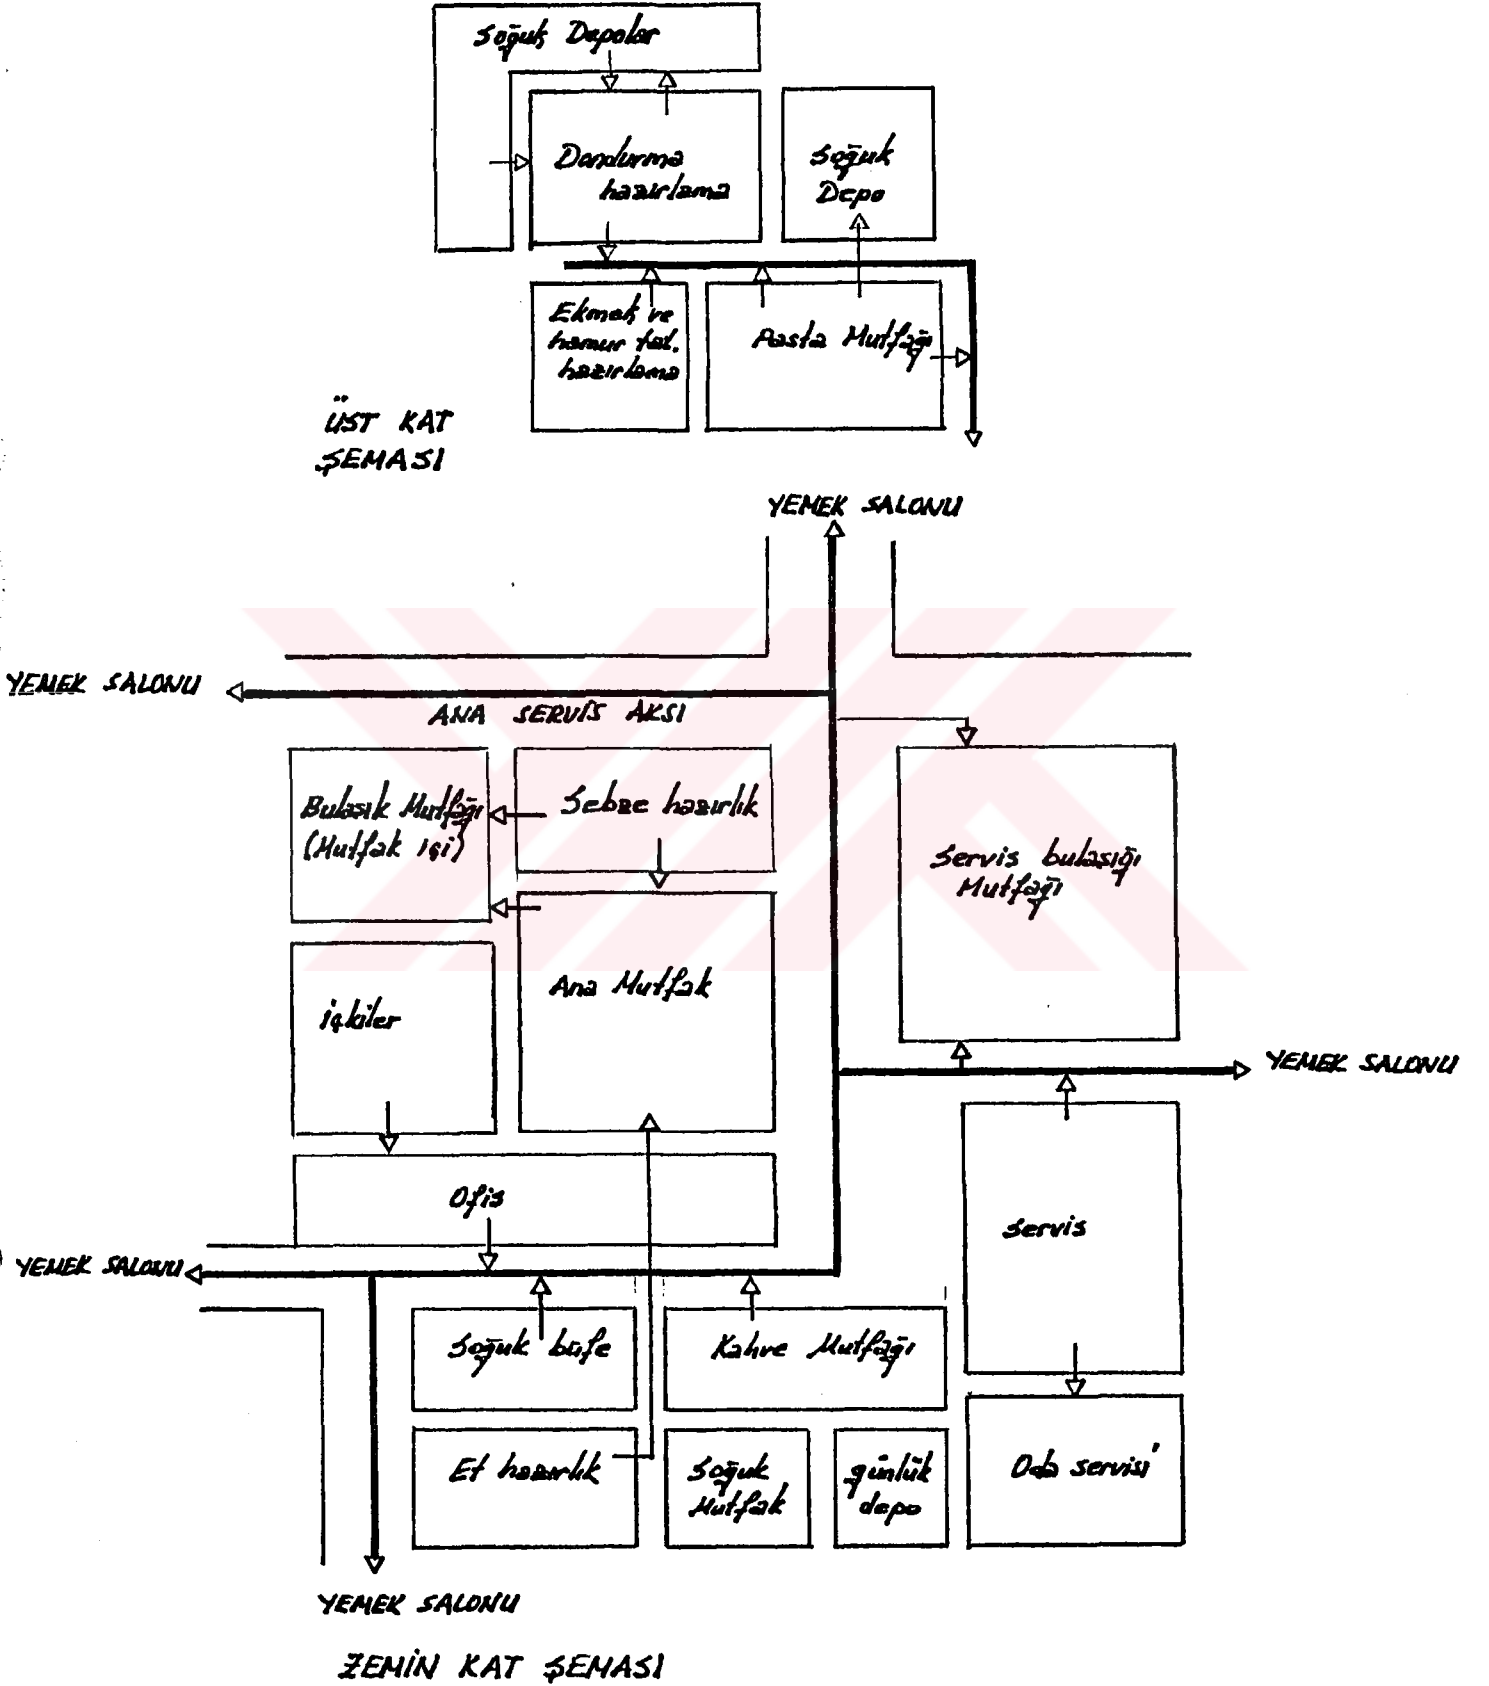 Soğuk Depolar
Dondurma
hazırlama
Soğuk
Depo
Ekmek ve
hamur tat.
hazırlama
Pasta Mutfağı
ÜST KAT
ŞEMASI
YEMEK SALONU
YEMEK SALONU
ANA SERVİS AKSI
Bulaşık Mutfağı
(Mutfak içi)
Sebze hazırlık
Servis bulaşığı
Mutfağı
Ana Mutfak
İçkiler
YEMEK SALONU
Ofis
Servis
YEMEK SALONU
Soğuk büfe
Kahve Mutfağı
Et hazırlık
Soğuk
Mutfak
günlük
depo
Oda servisi
YEMEK SALONU
ZEMİN KAT ŞEMASI